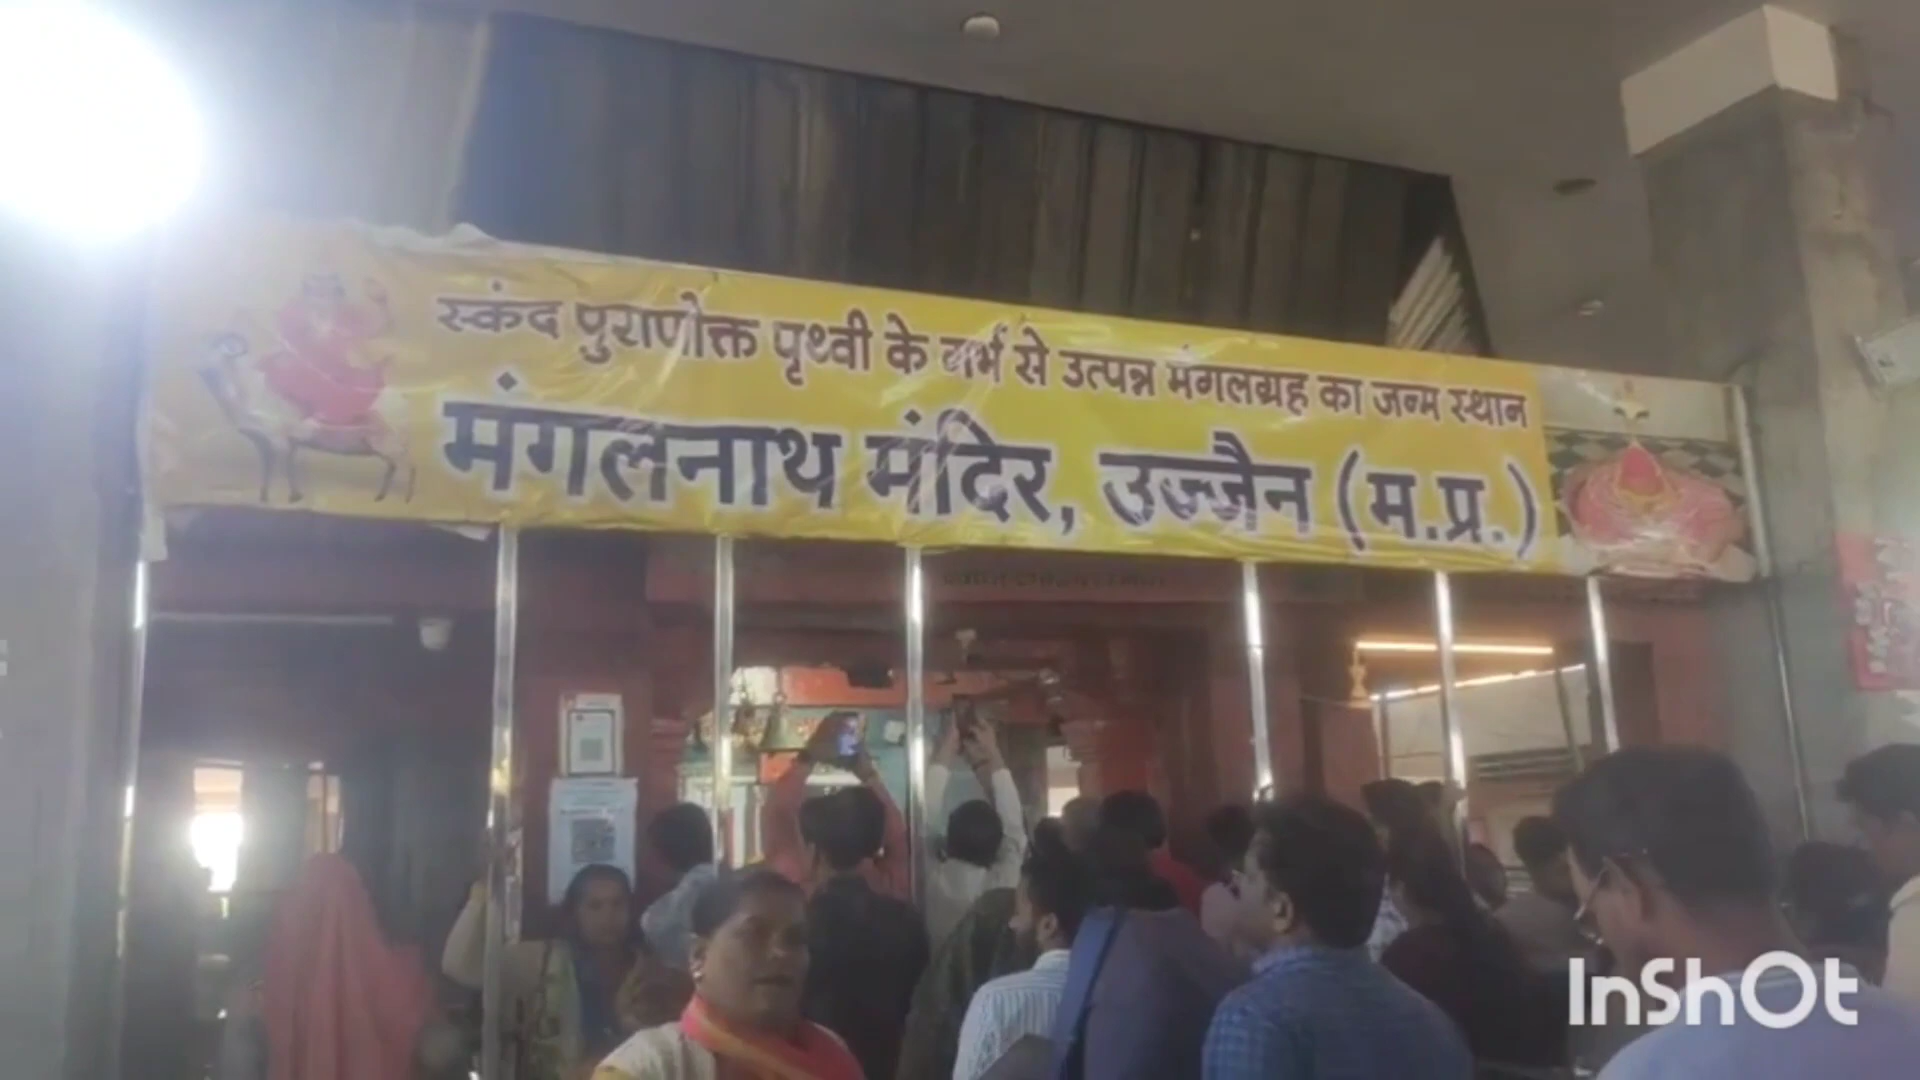 स्कंद पुराणोक्त पृथ्वी के गर्भ से उत्पन्न मंगलग्रह का जन्म स्थान
मंगलनाथ मंदिर, उज्जैन (म.प्र.)
InShOt